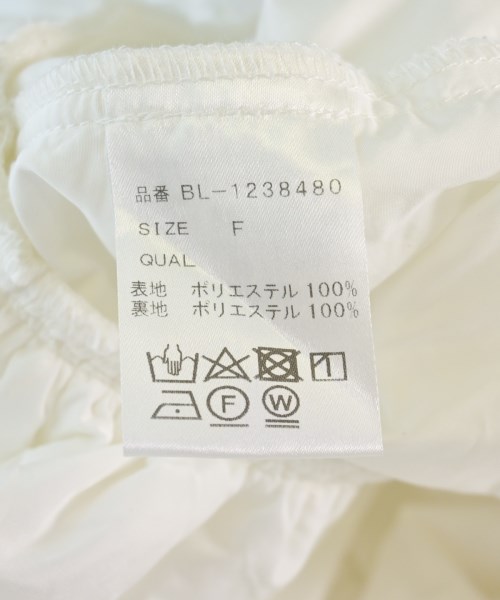 品番 BL-1238480
SIZE F
QUAL
表地 ポリエステル 100%
裏地 ポリエステル 100%
F W